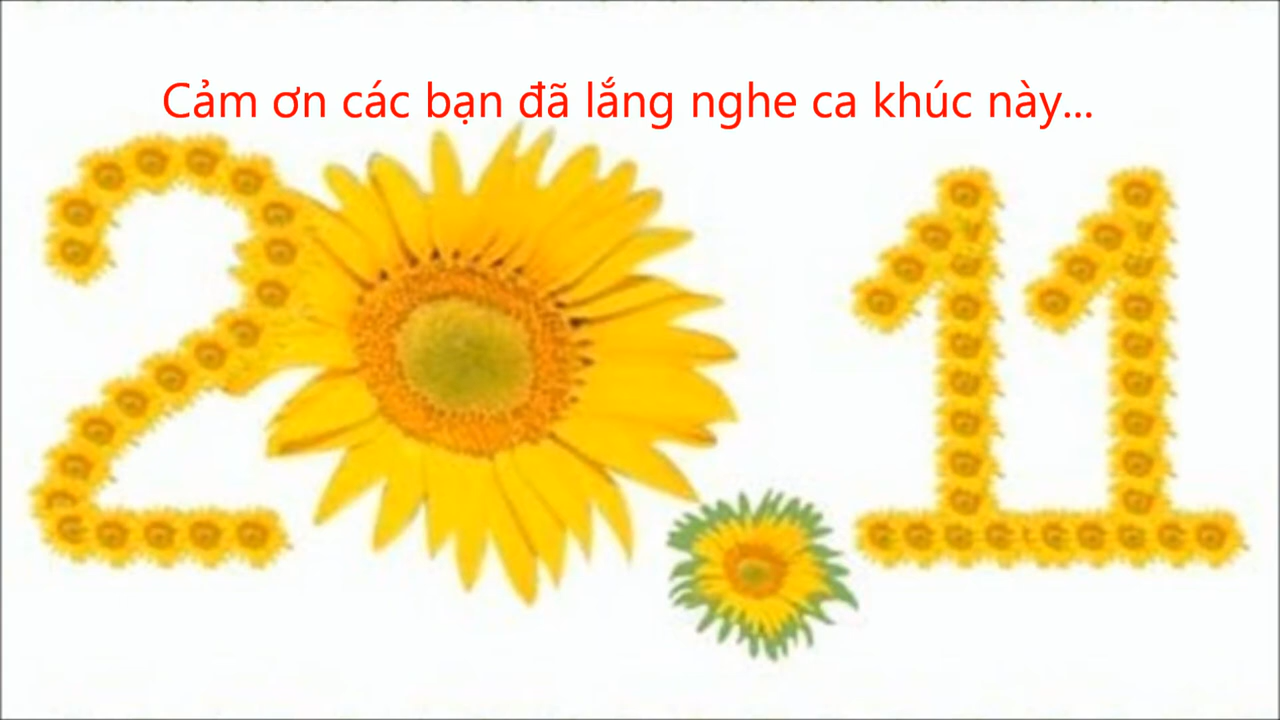 Cảm ơn các bạn đã lắng nghe ca khúc này...
20.11